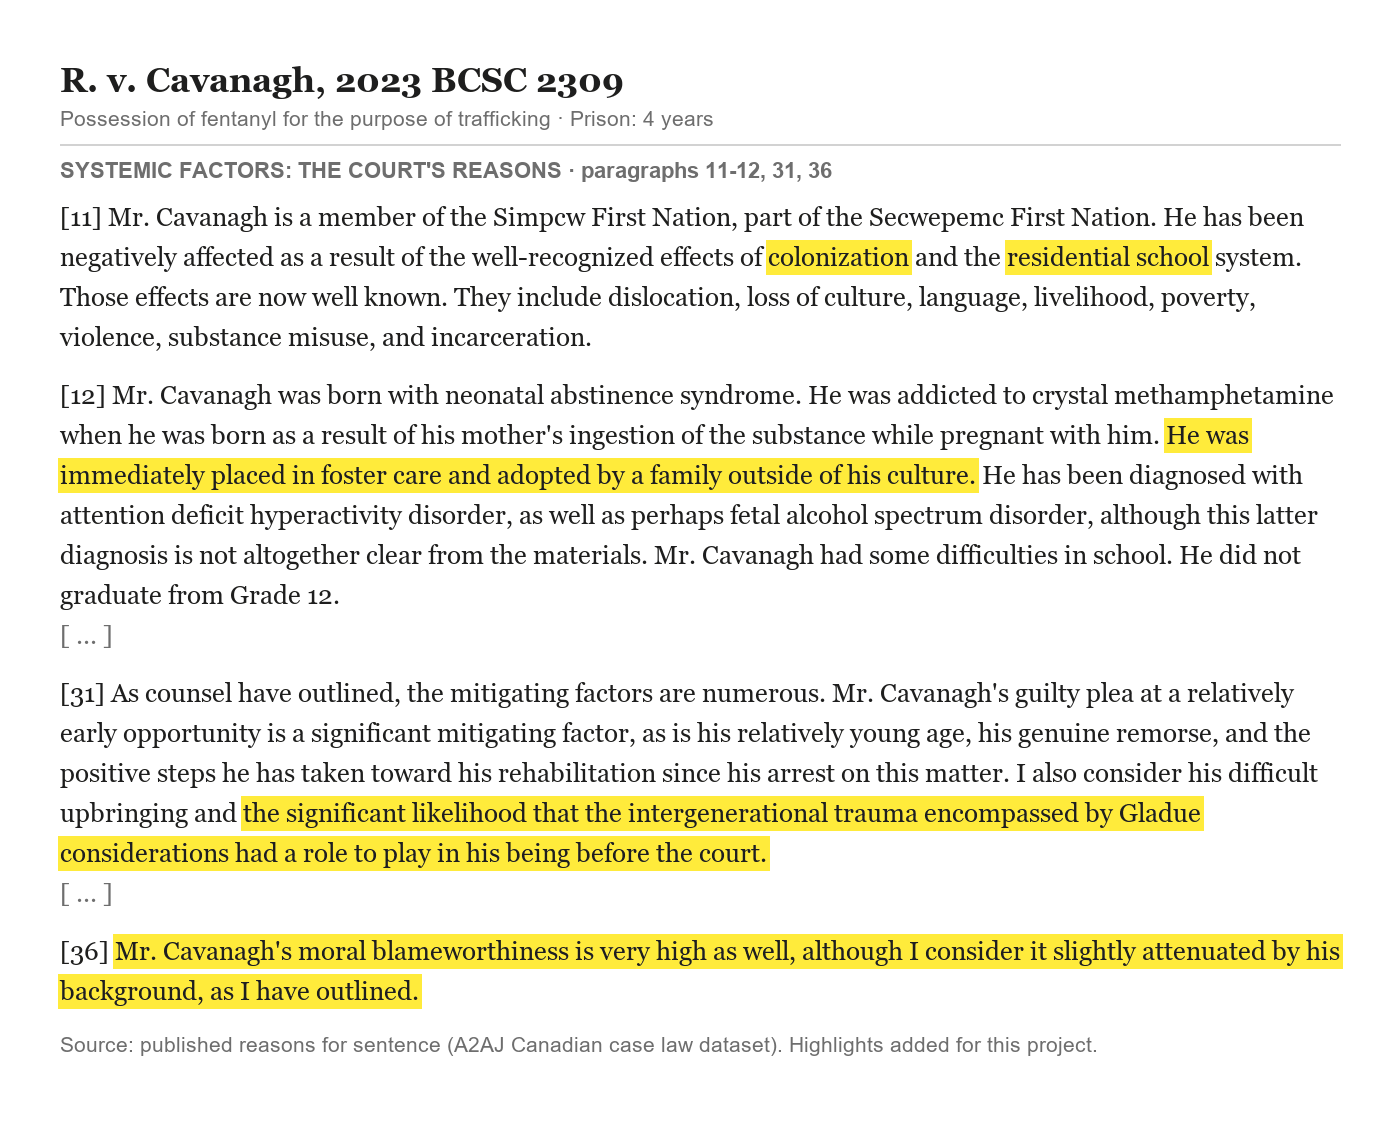 R. v. Cavanagh, 2023 BCSC 2309
Possession of fentanyl for the purpose of trafficking · Prison: 4 years
SYSTEMIC FACTORS: THE COURT'S REASONS · paragraphs 11-12, 31, 36
[11] Mr. Cavanagh is a member of the Simpcw First Nation, part of the Secwepemc First Nation. He has been
negatively affected as a result of the well-recognized effects of colonization and the residential school system.
Those effects are now well known. They include dislocation, loss of culture, language, livelihood, poverty,
violence, substance misuse, and incarceration.
[12] Mr. Cavanagh was born with neonatal abstinence syndrome. He was addicted to crystal methamphetamine
when he was born as a result of his mother's ingestion of the substance while pregnant with him. He was
immediately placed in foster care and adopted by a family outside of his culture. He has been diagnosed with
attention deficit hyperactivity disorder, as well as perhaps fetal alcohol spectrum disorder, although this latter
diagnosis is not altogether clear from the materials. Mr. Cavanagh had some difficulties in school. He did not
graduate from Grade 12.
[ ... ]
[31] As counsel have outlined, the mitigating factors are numerous. Mr. Cavanagh's guilty plea at a relatively
early opportunity is a significant mitigating factor, as is his relatively young age, his genuine remorse, and the
positive steps he has taken toward his rehabilitation since his arrest on this matter. I also consider his difficult
upbringing and the significant likelihood that the intergenerational trauma encompassed by Gladue
considerations had a role to play in his being before the court.
[ ... ]
[36] Mr. Cavanagh's moral blameworthiness is very high as well, although I consider it slightly attenuated by his
background, as I have outlined.
Source: published reasons for sentence (A2AJ Canadian case law dataset). Highlights added for this project.